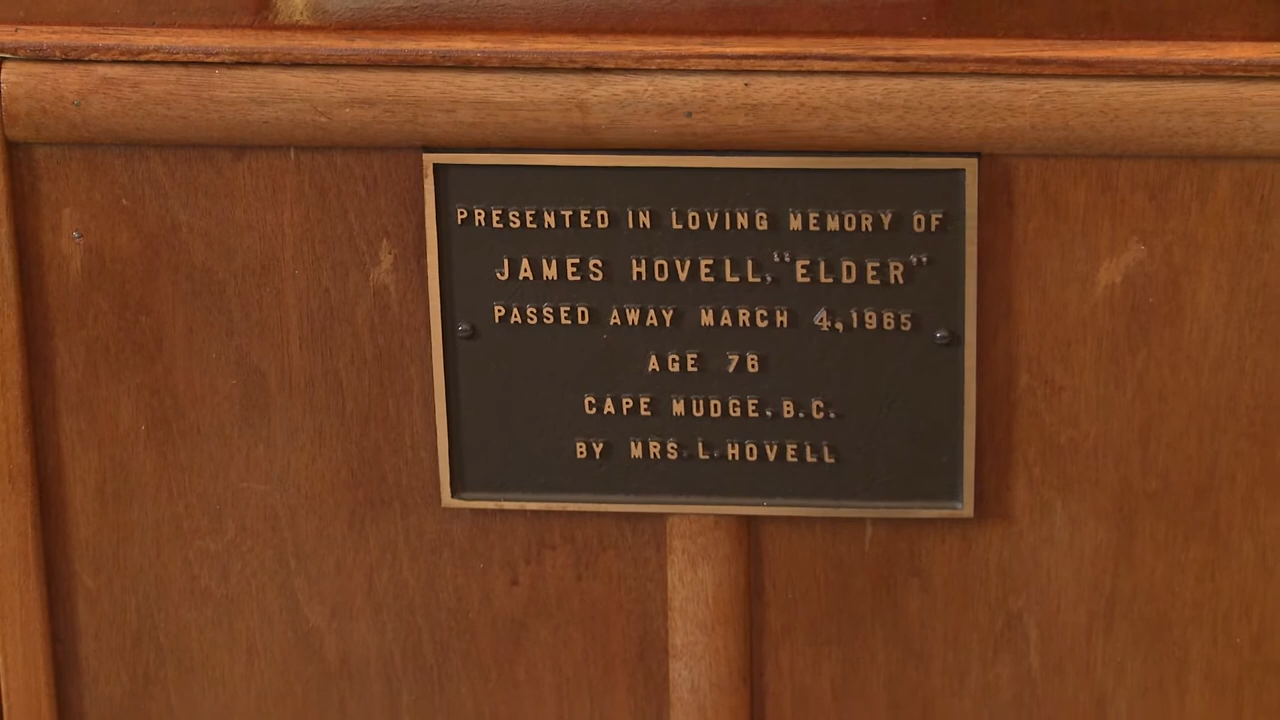 PRESENTED IN LOVING MEMORY OF
JAMES HOVELL, "ELDER"
PASSED AWAY MARCH 4, 1965
AGE 76
CAPE MUDGE, B.C.
BY MRS. L. HOVELL